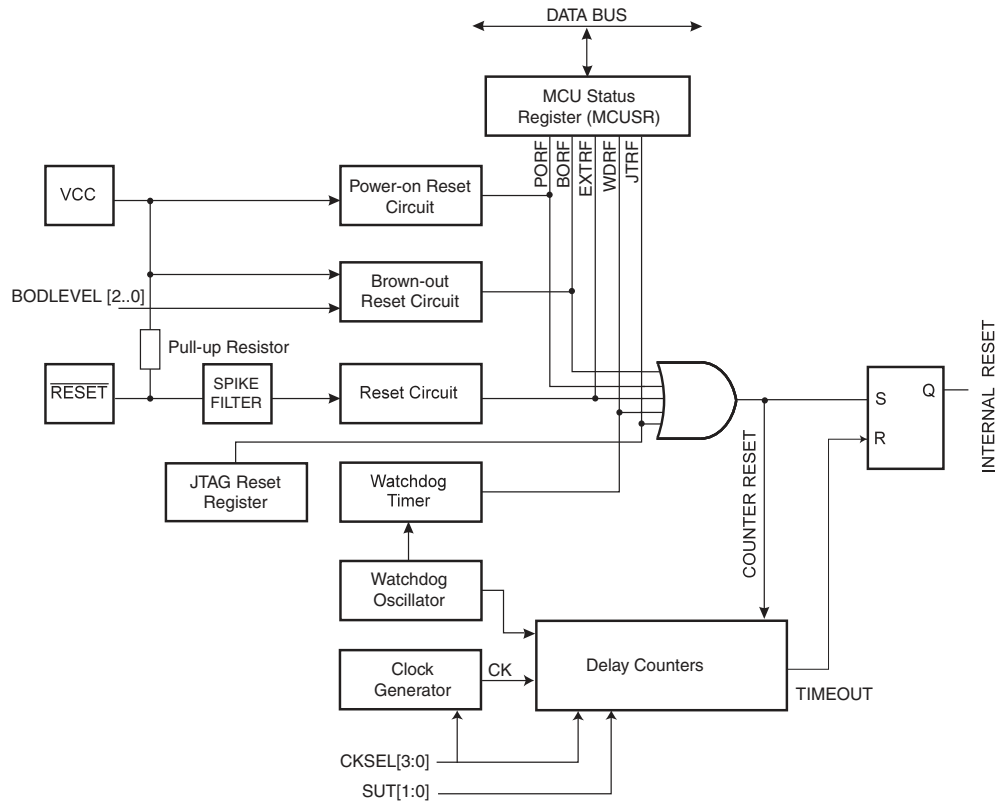 DATA BUS
MCU Status
Register (MCUSR)
PORF
BORF
EXTRF
WDRF
JTRF
VCC
Power-on Reset
Circuit
Brown-out
Reset Circuit
BODLEVEL [2..0]
Pull-up Resistor
RESET
SPIKE
FILTER
Reset Circuit
JTAG Reset
Register
Watchdog
Timer
Watchdog
Oscillator
Clock
Generator
CK
Delay Counters
CKSEL[3:0]
SUT[1:0]
COUNTER RESET
TIMEOUT
S
R
Q
INTERNAL RESET